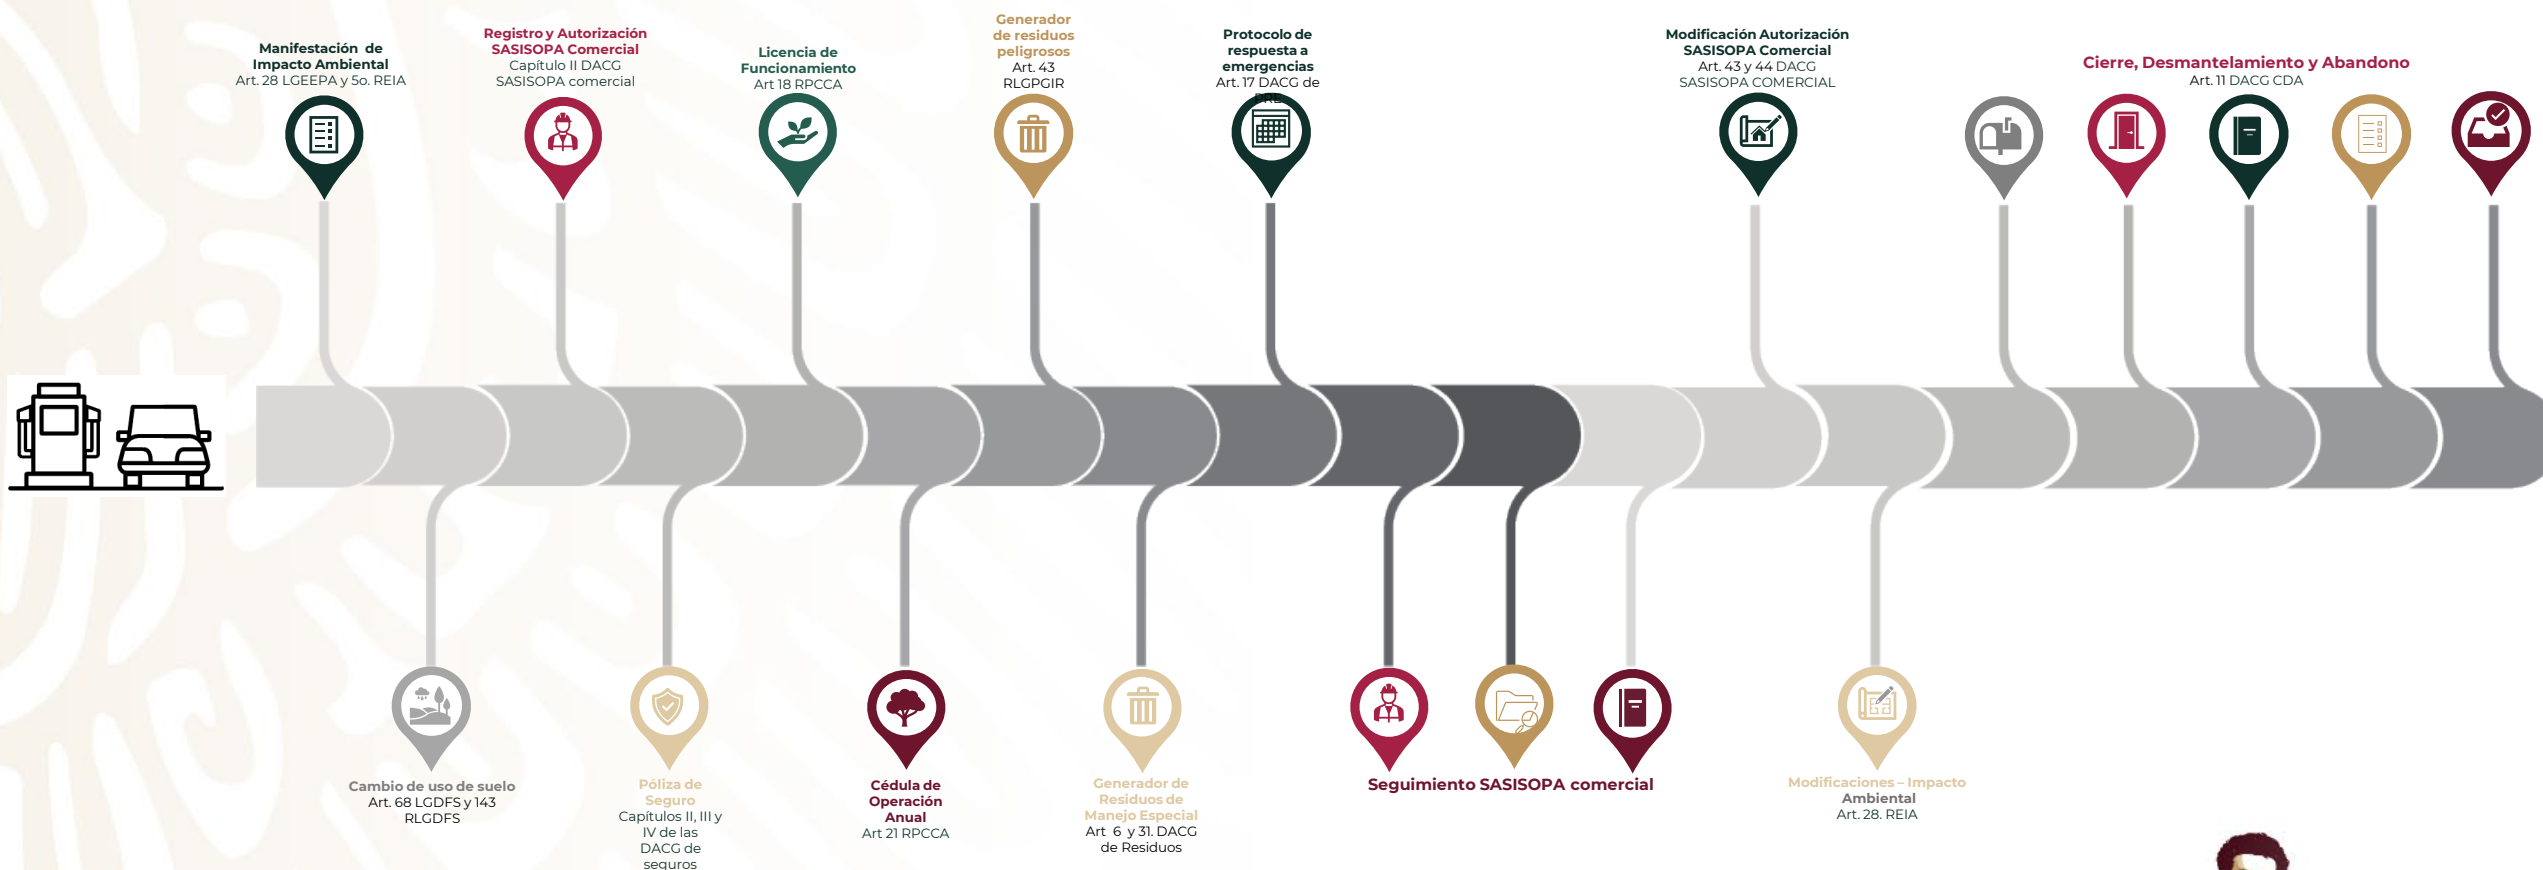 Manifestación de
Impacto Ambiental
Art. 28 LGEEPA y 5o. REIA
Registro y Autorización
SASISOPA Comercial
Capítulo II DACG
SASISOPA comercial
Licencia de
Funcionamiento
Art 18 RPCCA
Generador
de residuos
peligrosos
Art. 43
RLGPGIR
Protocolo de
respuesta a
emergencias
Art. 17 DACG de
PRE
Modificación Autorización
SASISOPA Comercial
Art. 43 y 44 DACG
SASISOPA COMERCIAL
Cierre, Desmantelamiento y Abandono
Art. 11 DACG CDA
Cambio de uso de suelo
Art. 68 LGDFS y 143
RLGDFS
Póliza de
Seguro
Capítulos II, III y
IV de las
DACG de
seguros
Cédula de
Operación
Anual
Art 21 RPCCA
Generador de
Residuos de
Manejo Especial
Art 6 y 31. DACG
de Residuos
Seguimiento SASISOPA comercial
Modificaciones – Impacto
Ambiental
Art. 28. REIA